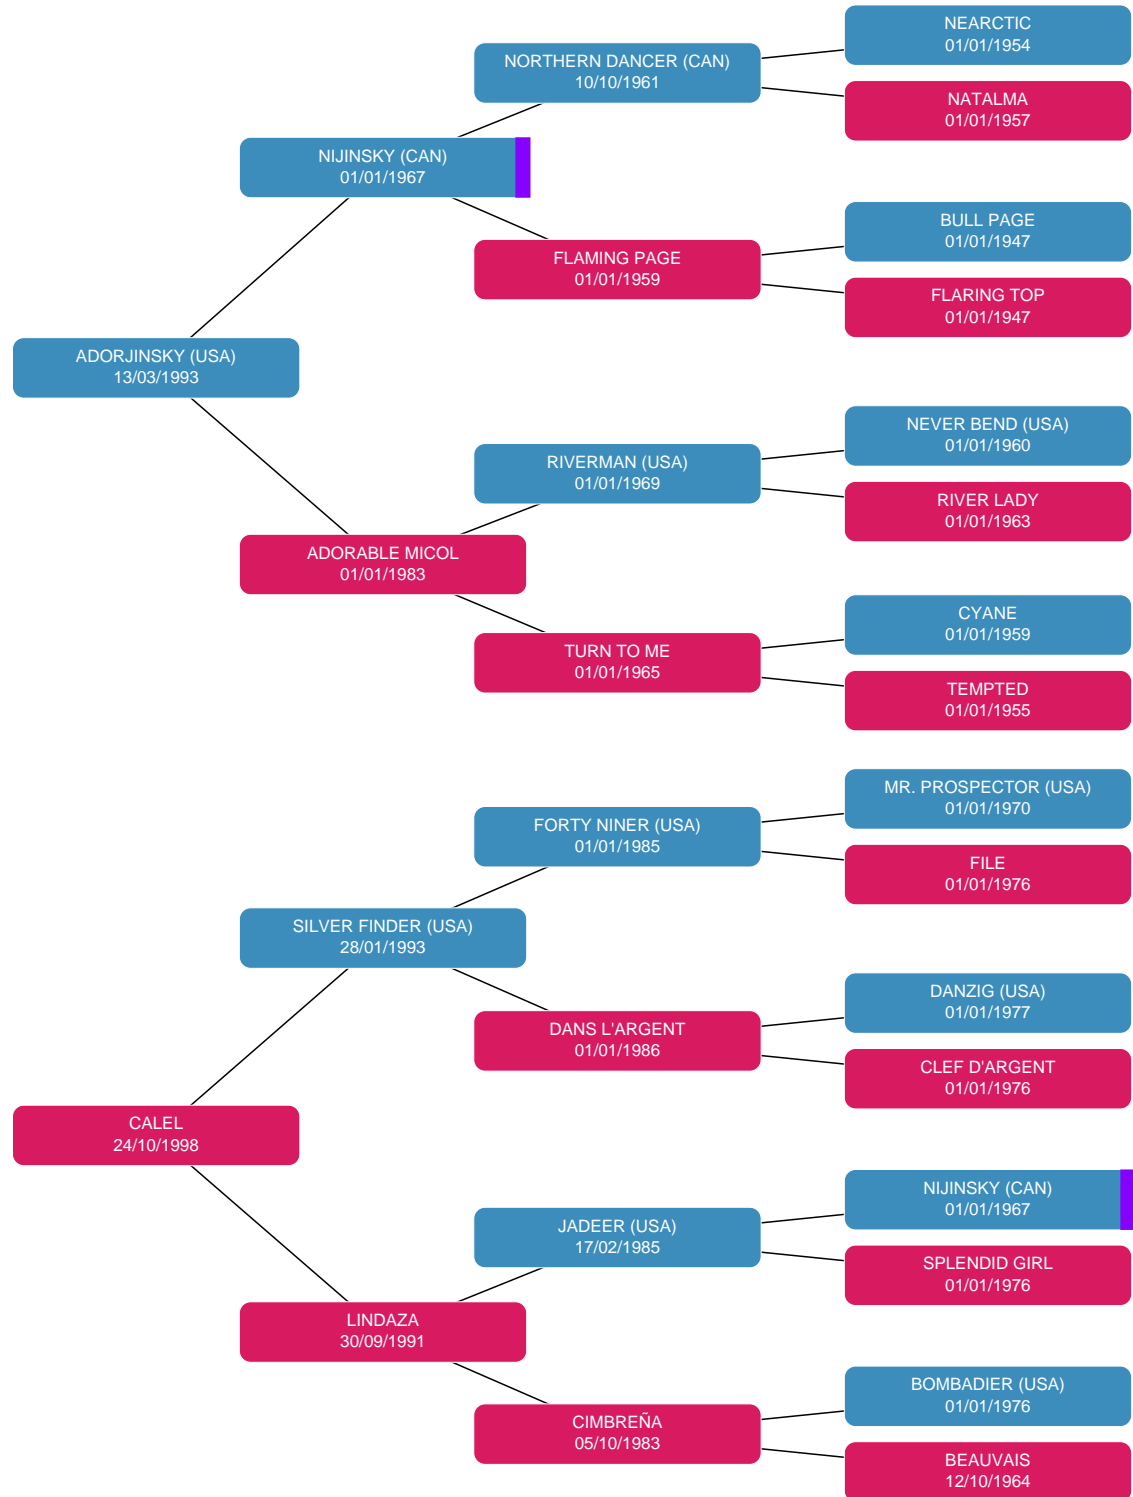 NEARCTIC
01/01/1954
NORTHERN DANCER (CAN)
10/10/1961
NATALMA
01/01/1957
NIJINSKY (CAN)
01/01/1967
BULL PAGE
01/01/1947
FLAMING PAGE
01/01/1959
FLARING TOP
01/01/1947
ADORJINSKY (USA)
13/03/1993
NEVER BEND (USA)
01/01/1960
RIVERMAN (USA)
01/01/1969
RIVER LADY
01/01/1963
ADORABLE MICOL
01/01/1983
CYANE
01/01/1959
TURN TO ME
01/01/1965
TEMPTED
01/01/1955
MR. PROSPECTOR (USA)
01/01/1970
FORTY NINER (USA)
01/01/1985
FILE
01/01/1976
SILVER FINDER (USA)
28/01/1993
DANZIG (USA)
01/01/1977
DANS L'ARGENT
01/01/1986
CLEF D'ARGENT
01/01/1976
CALEL
24/10/1998
NIJINSKY (CAN)
01/01/1967
JADEER (USA)
17/02/1985
SPLENDID GIRL
01/01/1976
LINDAZA
30/09/1991
BOMBADIER (USA)
01/01/1976
CIMBREÑA
05/10/1983
BEAUVAIS
12/10/1964